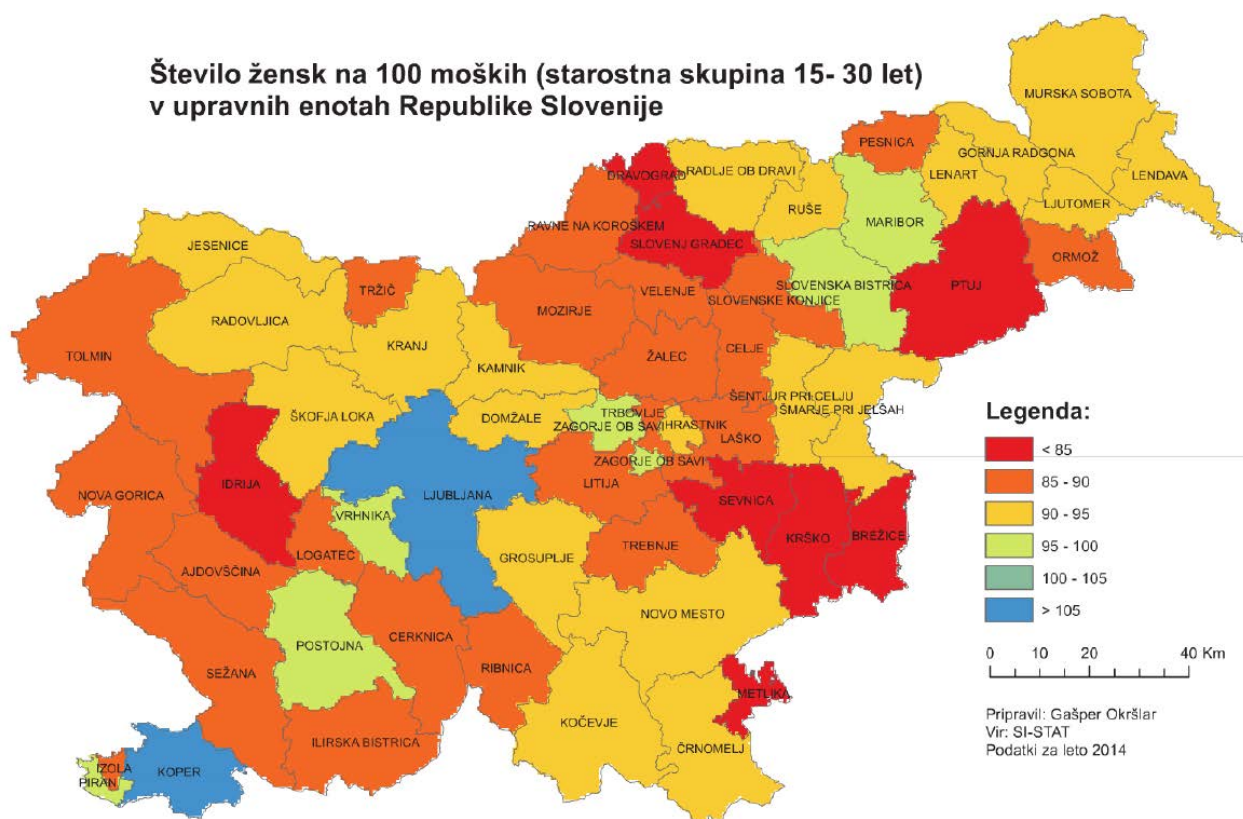 Število žensk na 100 moških (starostna skupina 15- 30 let)
v upravnih enotah Republike Slovenije
MURSKA SOBOTA
PESNICA
GORNJA RADGONA
DRAVOGRAD
RADLJE OB DRAVI
LENART
LENDAVA
RUŠE
LJUTOMER
MARIBOR
RAVNE NA KOROŠKEM
JESENICE
SLOVENJ GRADEC
ORMOŽ
TRŽIČ
VELENJE
SLOVENSKA BISTRICA
PTUJ
SLOVENSKE KONJICE
MOZIRJE
RADOVLJICA
KRANJ
CELJE
TOLMIN
ŽALEC
KAMNIK
ŠENTJUR PRI CELJU
ŠKOFJA LOKA
DOMŽALE
TRBOVLJE
ŠMARJE PRI JELŠAH
ZAGORJE OB SAVI
HRASTNIK
LAŠKO
ZAGORJE OB SAVI
IDRIJA
LJUBLJANA
LITIJA
NOVA GORICA
SEVNICA
VRHNIKA
KRŠKO
BREŽICE
TREBNJE
LOGATEC
GROSUPLJE
AJDOVŠČINA
NOVO MESTO
CERKNICA
POSTOJNA
RIBNICA
SEŽANA
METLIKA
KOČEVJE
ILIRSKA BISTRICA
ČRNOMELJ
IZOLA
KOPER
PIRAN
Legenda:
< 85
85 - 90
90 - 95
95 - 100
100 - 105
> 105
0 10 20 40 Km
Pripravil: Gašper Okršlar
Vir: SI-STAT
Podatki za leto 2014